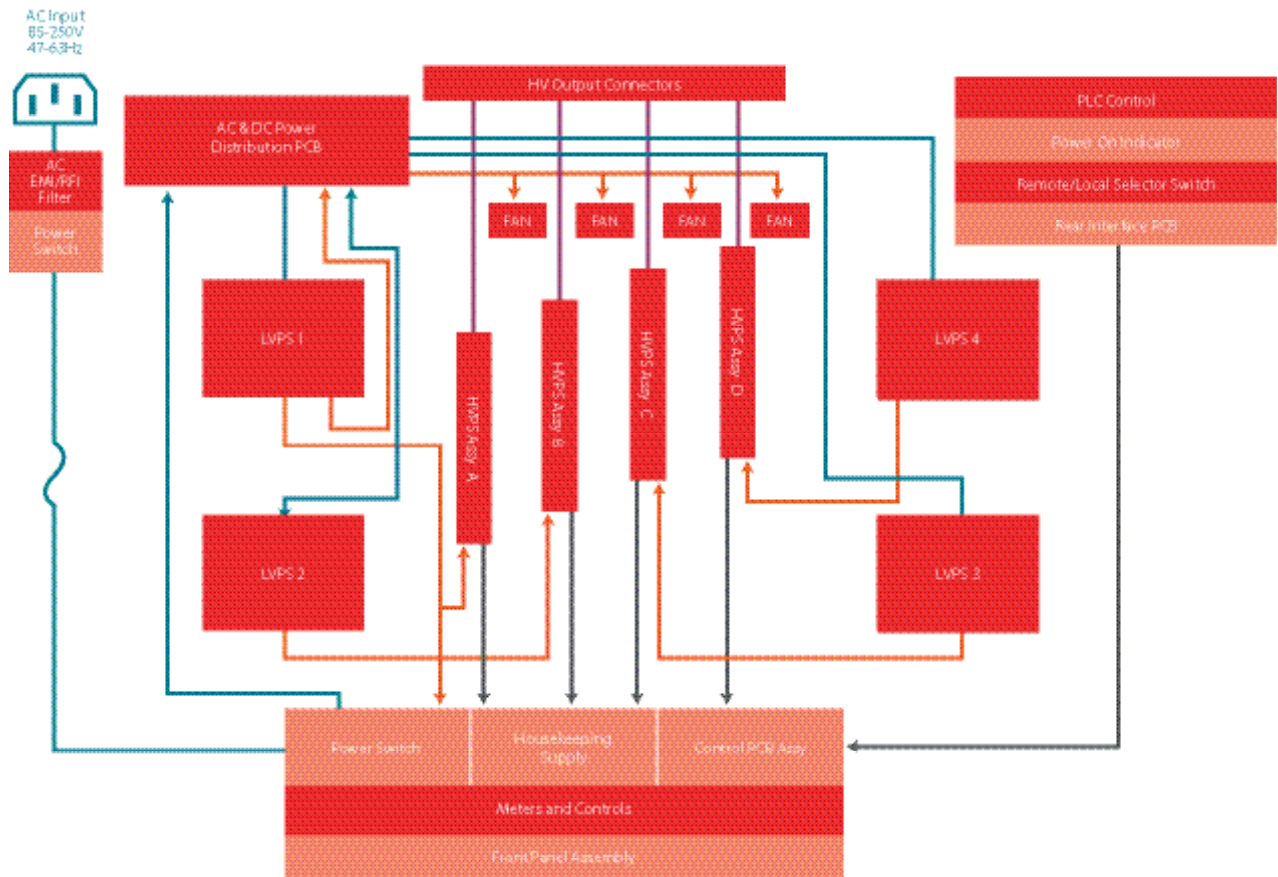 AC Input
85-250V
47-63Hz
HV Output Connectors
PLC Control
AC & DC Power
Distribution PCB
Power On Indicator
AC
EMI/RFI
Filter
Remote/Local Selector Switch
FAN
FAN
FAN
FAN
Power
Switch
Rear Interface PCB
LVPS 1
HVPS Assy A
HVPS Assy B
HVPS Assy C
HVPS Assy D
LVPS 4
LVPS 2
LVPS 3
Power Switch
Housekeeping
Supply
Control PCB Assy
Meters and Controls
Front Panel Assembly